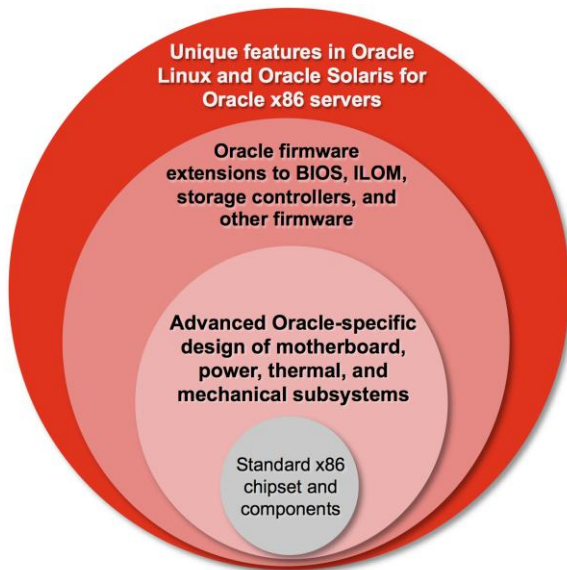 Unique features in Oracle
Linux and Oracle Solaris for
Oracle x86 servers
Oracle firmware
extensions to BIOS, ILOM,
storage controllers, and
other firmware
Advanced Oracle-specific
design of motherboard,
power, thermal, and
mechanical subsystems
Standard x86
chipset and
components